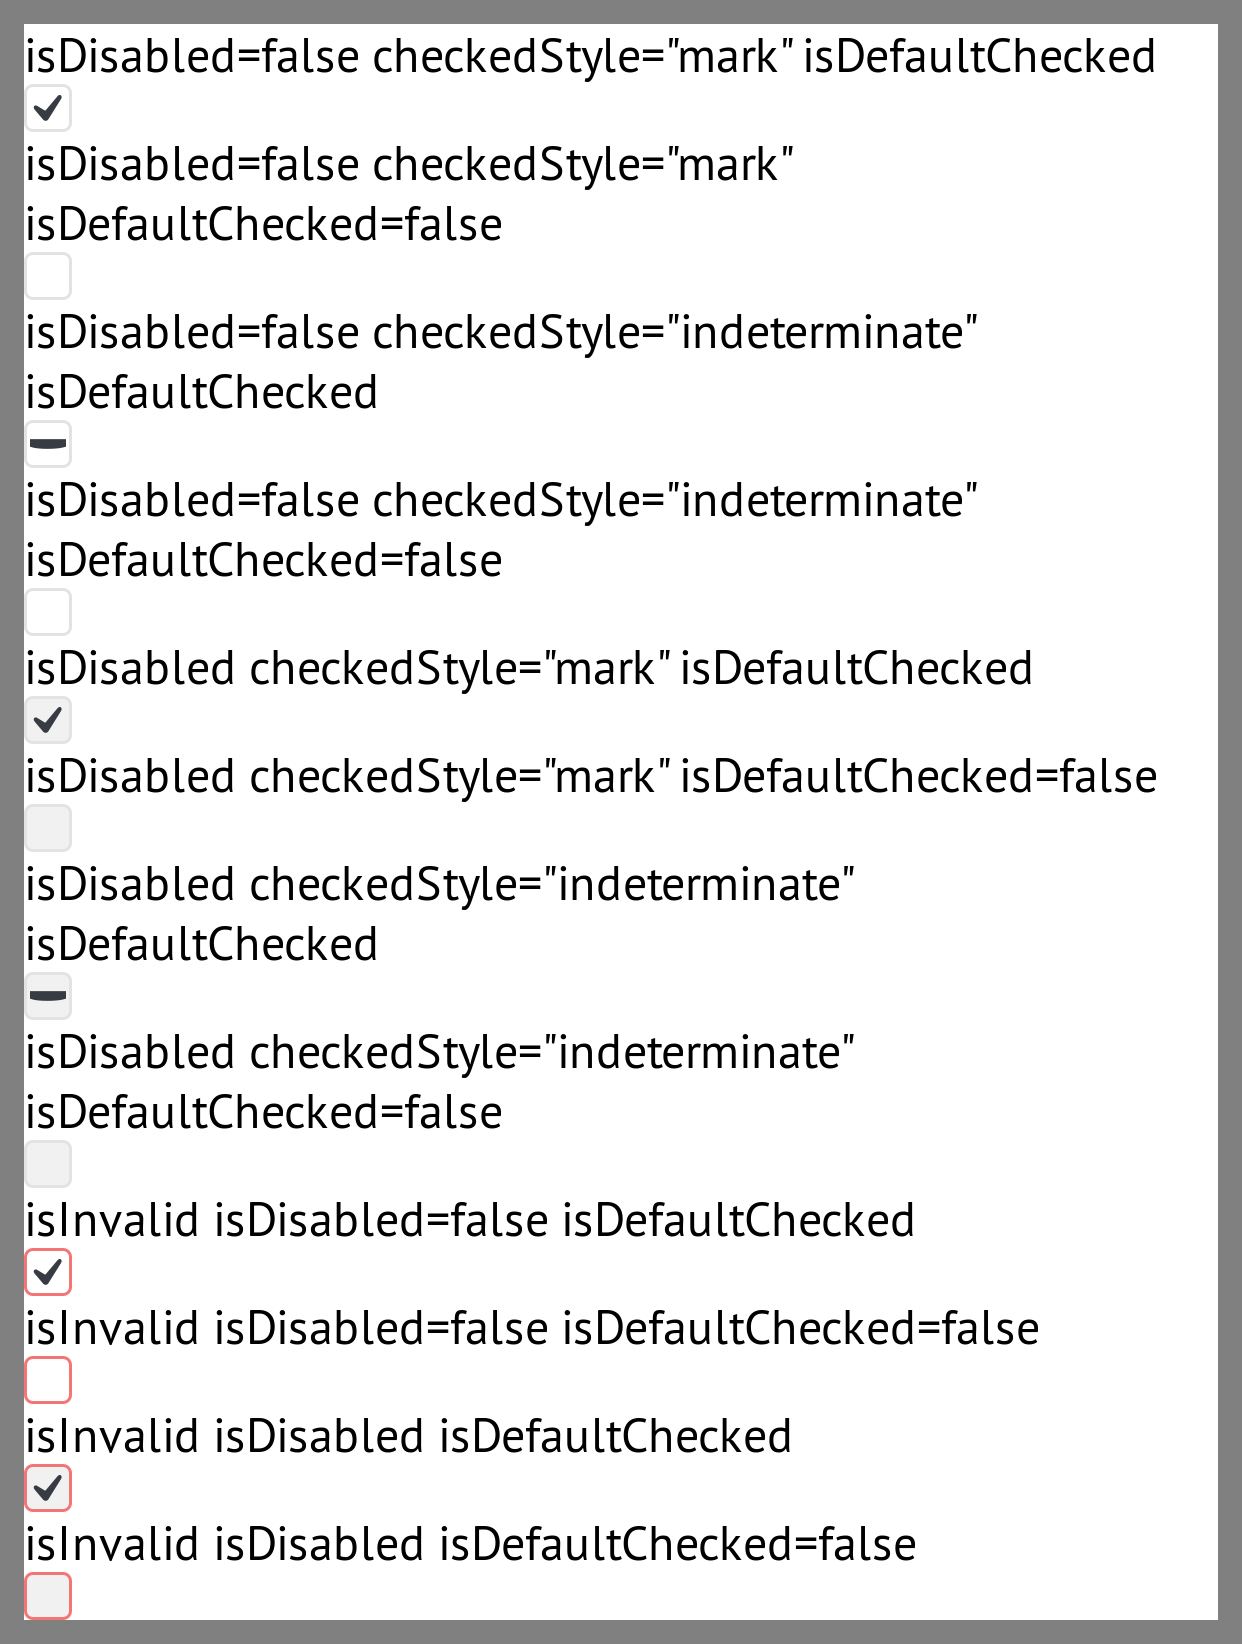 isDisabled=false checkedStyle="mark" isDefaultChecked
isDisabled=false checkedStyle="mark"
isDefaultChecked=false
isDisabled=false checkedStyle="indeterminate"
isDefaultChecked
isDisabled=false checkedStyle="indeterminate"
isDefaultChecked=false
isDisabled checkedStyle="mark" isDefaultChecked
isDisabled checkedStyle="mark" isDefaultChecked=false
isDisabled checkedStyle="indeterminate"
isDefaultChecked
isDisabled checkedStyle="indeterminate"
isDefaultChecked=false
isInvalid isDisabled=false isDefaultChecked
isInvalid isDisabled=false isDefaultChecked=false
isInvalid isDisabled isDefaultChecked
isInvalid isDisabled isDefaultChecked=false